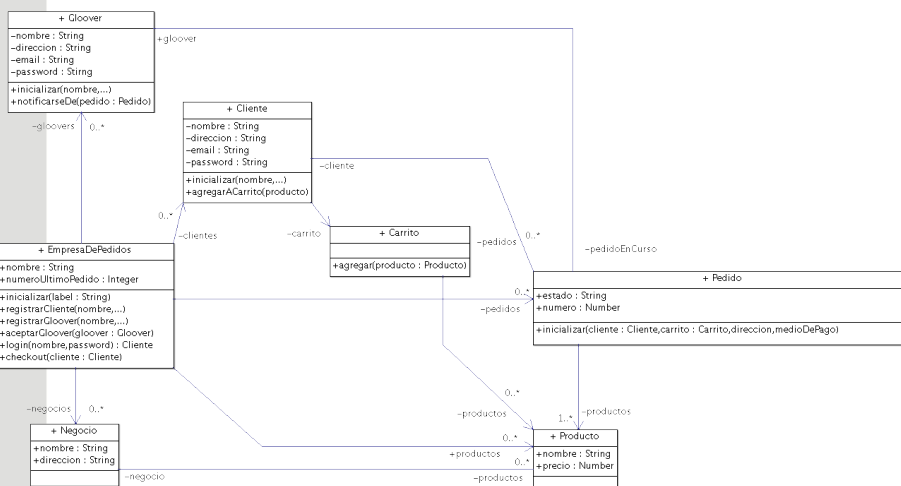 + Gloover
-nombre : String
-direccion : String
-email : String
-password : Stirng
+inicializar(nombre,...)
+notificarseDe(pedido : Pedido)
+gloover
-gloovers
0..*
+ Cliente
-nombre : String
-direccion : String
-email : String
-password : String
+inicializar(nombre,...)
+agregarACarrito(producto)
-cliente
0..*
-clientes
-carrito
+ Carrito
+agregar(producto : Producto)
-pedidos
0..*
-pedidoEnCurso
+ EmpresaDePedidos
+nombre : String
+numeroUltimoPedido : Integer
+inicializar(label : String)
+registrarCliente(nombre,...)
+registrarGloover(nombre,...)
+aceptarGloover(gloover : Gloover)
+login(nombre,password) : Cliente
+checkout(cliente : Cliente)
0..*
-pedidos
+ Pedido
+estado : String
+numero : Number
+inicializar(cliente : Cliente,carrito : Carrito,direccion,medioDePago)
-negocios
0..*
0..*
-productos
1..*
-productos
+ Negocio
+nombre : String
+direccion : String
-negocio
0..*
+productos
0..*
-productos
+ Producto
+nombre : String
+precio : Number